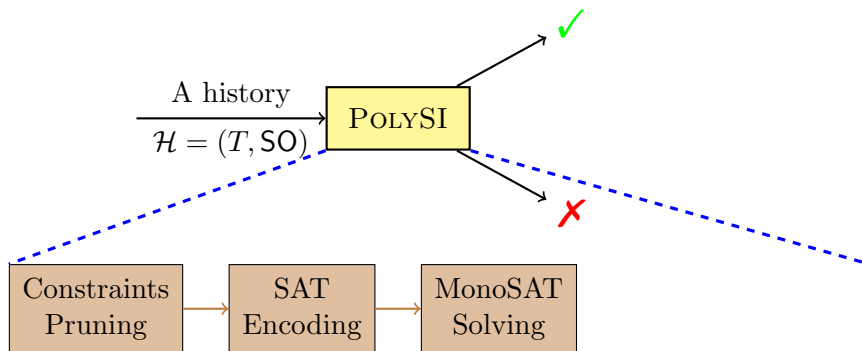 A history
ℋ = (T, SO)
POLYSI
✓
✗
Constraints
Pruning
SAT
Encoding
MonoSAT
Solving